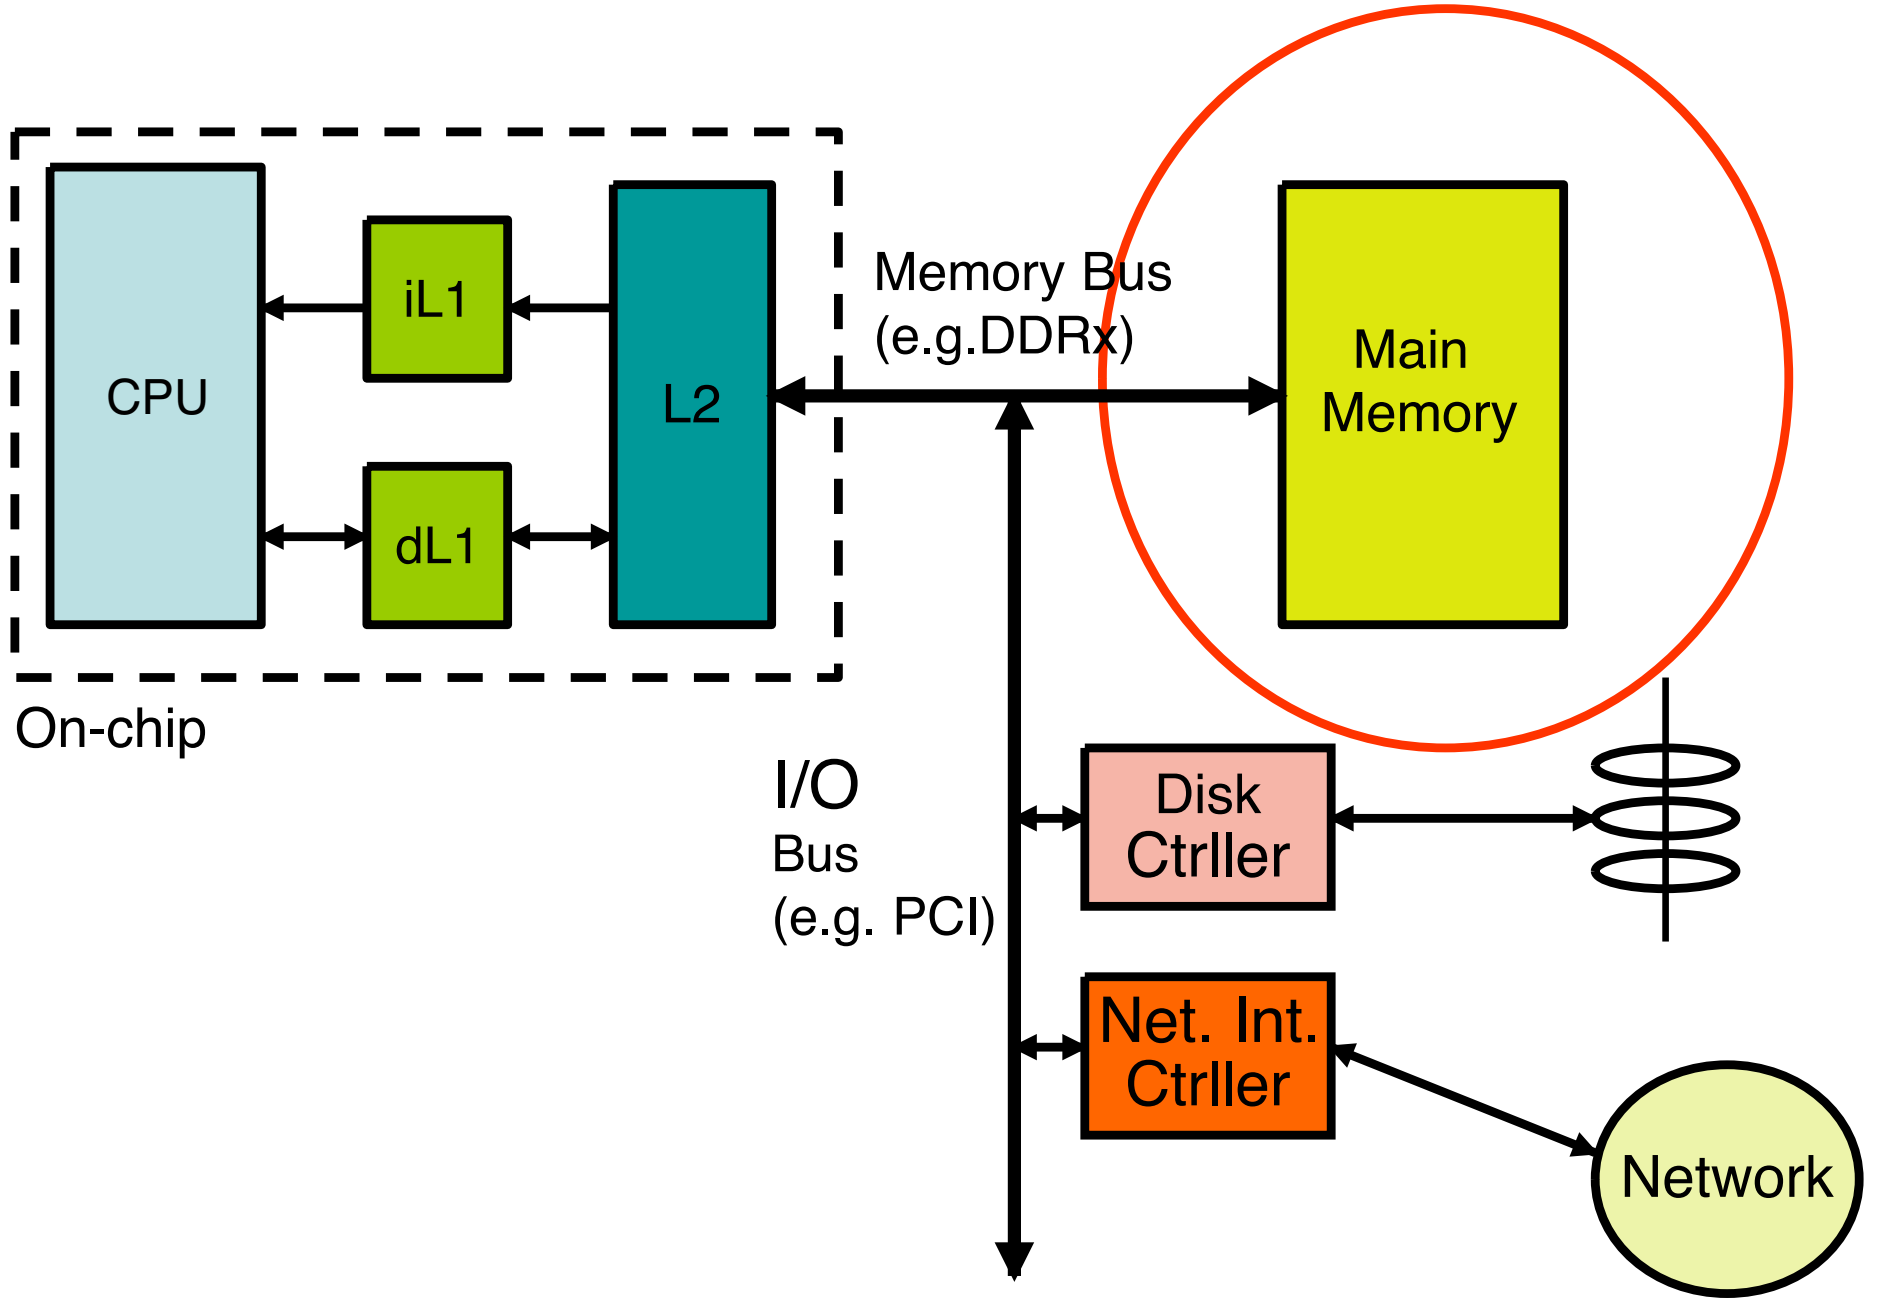 CPU
iL1
dL1
L2
On-chip
Memory Bus
(e.g.DDRx)
Main
Memory
I/O
Bus
(e.g. PCI)
Disk
Ctrller
Net. Int.
Ctrller
Network